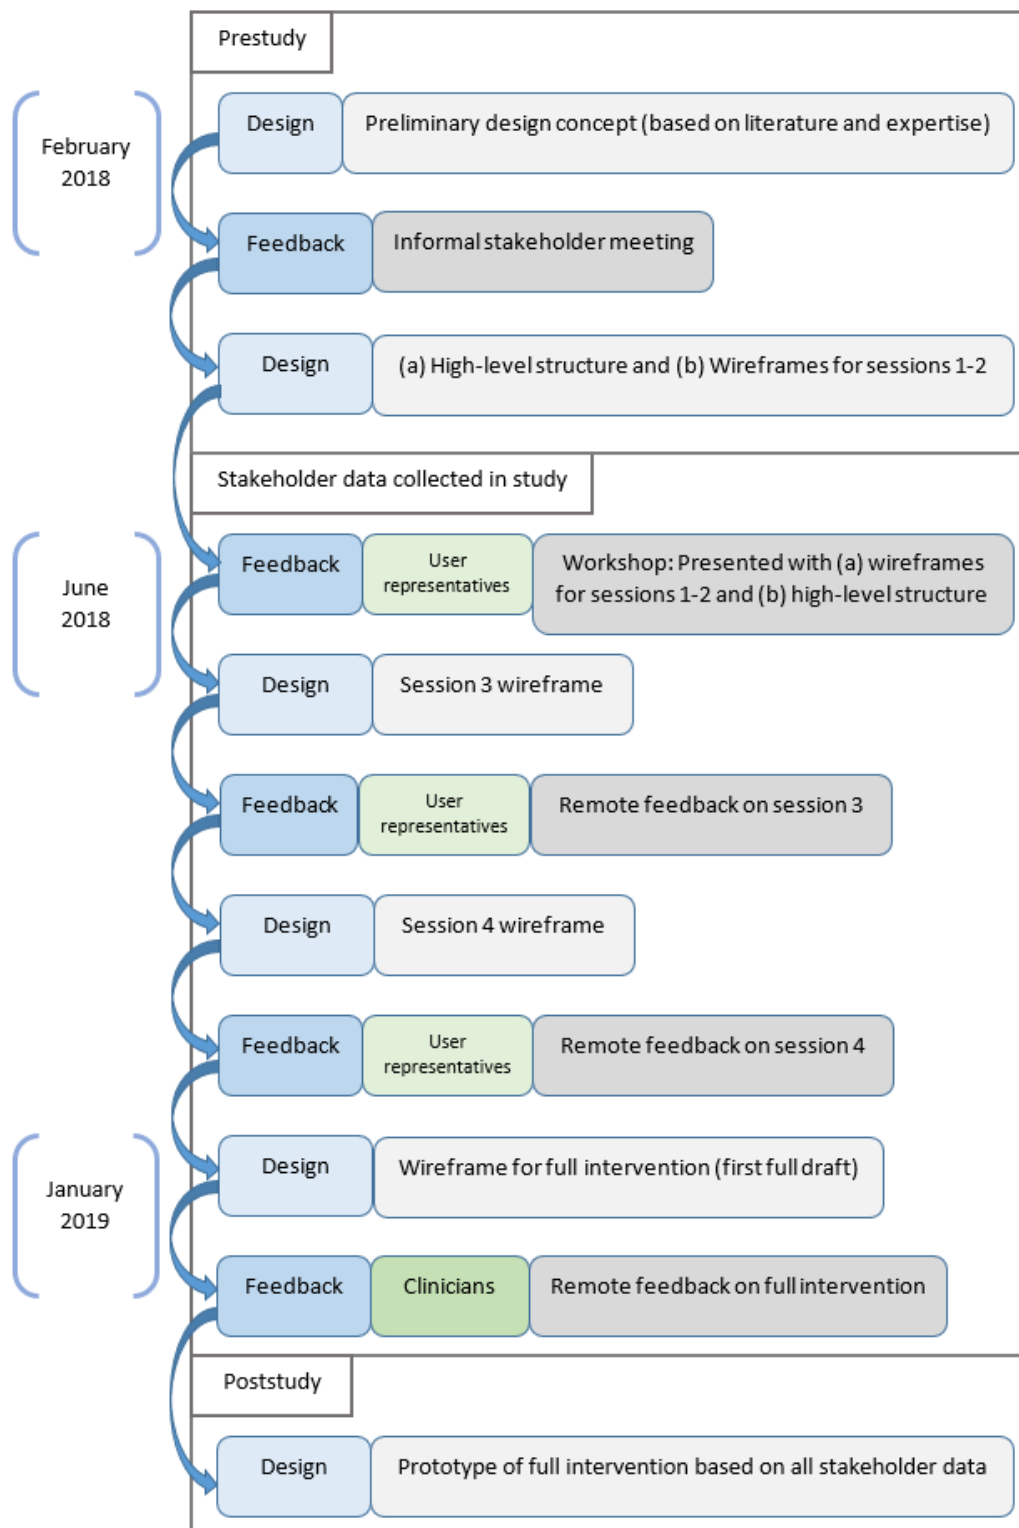 Prestudy
February
2018
Design
Preliminary design concept (based on literature and expertise)
Feedback
Informal stakeholder meeting
Design
(a) High-level structure and (b) Wireframes for sessions 1-2
Stakeholder data collected in study
June
2018
Feedback
User
representatives
Workshop: Presented with (a) wireframes
for sessions 1-2 and (b) high-level structure
Design
Session 3 wireframe
Feedback
User
representatives
Remote feedback on session 3
Design
Session 4 wireframe
Feedback
User
representatives
Remote feedback on session 4
January
2019
Design
Wireframe for full intervention (first full draft)
Feedback
Clinicians
Remote feedback on full intervention
Poststudy
Design
Prototype of full intervention based on all stakeholder data